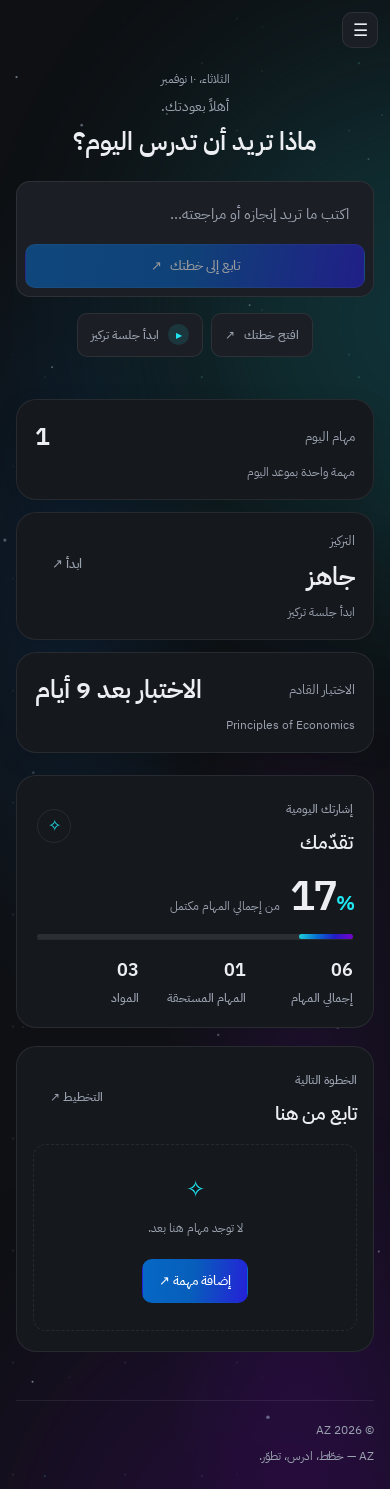 ☰
الثلاثاء، ١٠ نوفمبر
أهلاً بعودتك.
ماذا تريد أن تدرس اليوم؟
اكتب ما تريد إنجازه أو مراجعته...
تابع إلى خطتك ↗
افتح خطتك ↗
ابدأ جلسة تركيز
مهام اليوم
1
مهمة واحدة بموعد اليوم
التركيز
ابدأ ↗
جاهز
ابدأ جلسة تركيز
الاختبار القادم
الاختبار بعد 9 أيام
Principles of Economics
إشارتك اليومية
تقدّمك
17%
من إجمالي المهام مكتمل
06 01 03
إجمالي المهام المهام المستحقة المواد
الخطوة التالية
التخطيط ↗
تابع من هنا
لا توجد مهام هنا بعد.
إضافة مهمة ↗
© 2026 AZ
AZ — خطّط، ادرس، تطوّر.